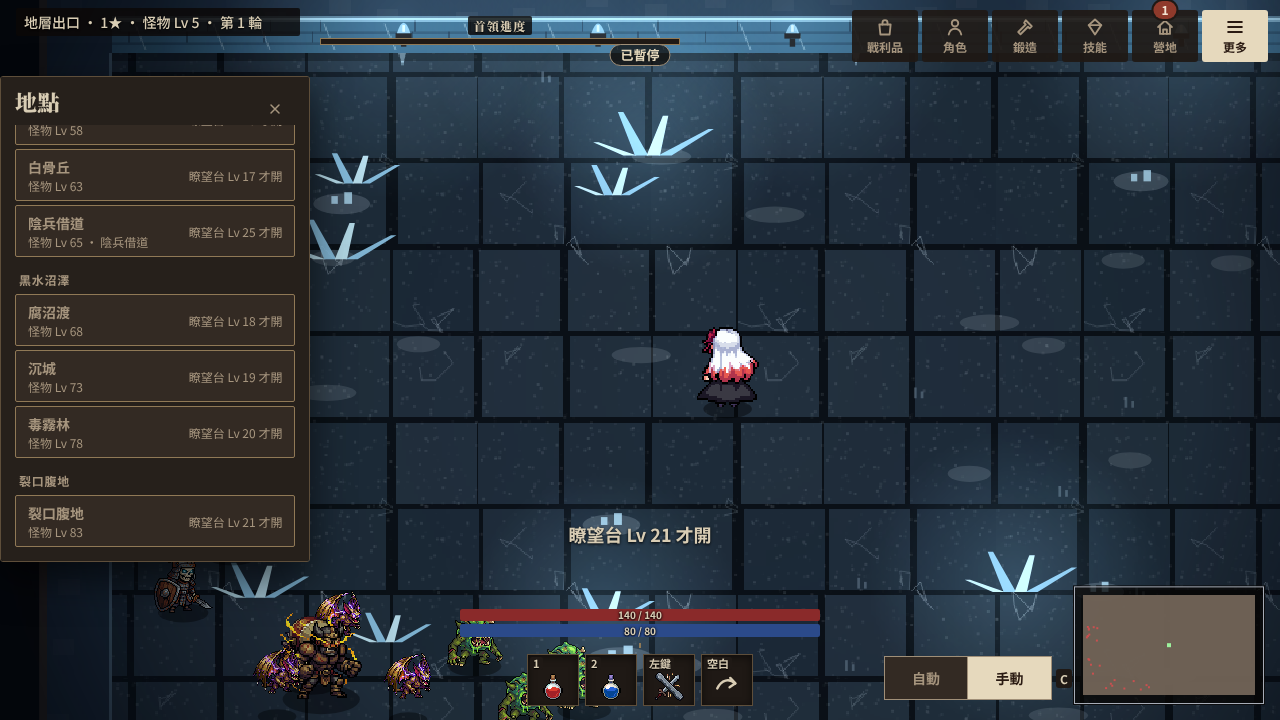 地層出口 · 1★ · 怪物 Lv 5 · 第 1 輪
首領進度
已暫停
戰利品
角色
鍛造
技能
1
營地
更多
地點
×
怪物 Lv 58
白骨丘
怪物 Lv 63
瞭望台 Lv 17 才開
陰兵借道
怪物 Lv 65 · 陰兵借道
瞭望台 Lv 25 才開
黑水沼澤
腐沼渡
怪物 Lv 68
瞭望台 Lv 18 才開
沉城
怪物 Lv 73
瞭望台 Lv 19 才開
毒霧林
怪物 Lv 78
瞭望台 Lv 20 才開
裂口腹地
裂口腹地
怪物 Lv 83
瞭望台 Lv 21 才開
瞭望台 Lv 21 才開
140 / 140
80 / 80
1
2
左鍵
空白
自動
手動
C